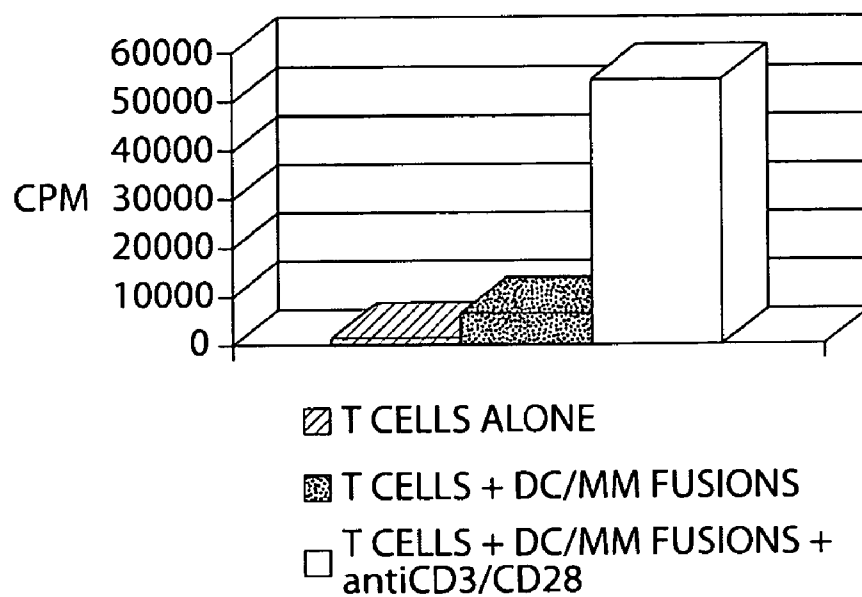 60000
50000
40000
CPM 30000
20000
10000
0
T CELLS ALONE
T CELLS + DC/MM FUSIONS
T CELLS + DC/MM FUSIONS +
antiCD3/CD28